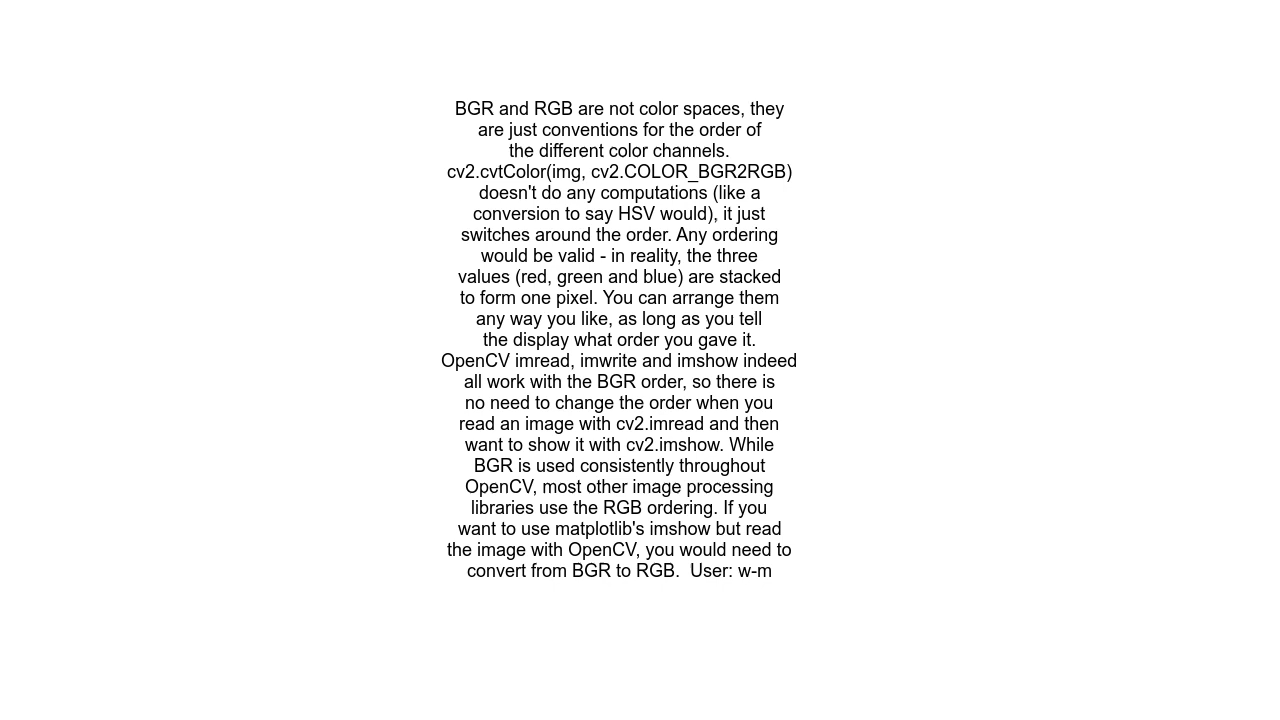 BGR and RGB are not color spaces, they
are just conventions for the order of
the different color channels.
cv2.cvtColor(img, cv2.COLOR_BGR2RGB)
doesn't do any computations (like a
conversion to say HSV would), it just
switches around the order. Any ordering
would be valid - in reality, the three
values (red, green and blue) are stacked
to form one pixel. You can arrange them
any way you like, as long as you tell
the display what order you gave it.
OpenCV imread, imwrite and imshow indeed
all work with the BGR order, so there is
no need to change the order when you
read an image with cv2.imread and then
want to show it with cv2.imshow. While
BGR is used consistently throughout
OpenCV, most other image processing
libraries use the RGB ordering. If you
want to use matplotlib's imshow but read
the image with OpenCV, you would need to
convert from BGR to RGB.  User: w-m